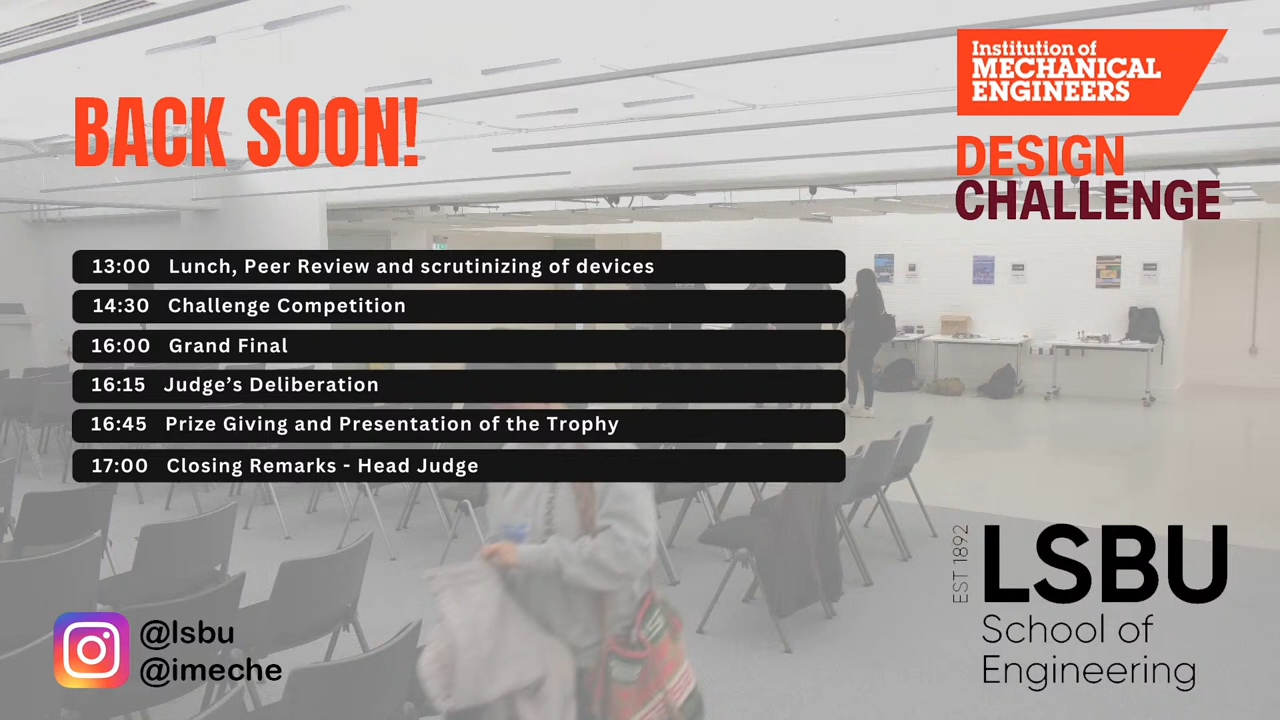 BACK SOON!
Institution of
MECHANICAL
ENGINEERS
DESIGN
CHALLENGE
13:00 Lunch, Peer Review and scrutinizing of devices
14:30 Challenge Competition
16:00 Grand Final
16:15 Judge’s Deliberation
16:45 Prize Giving and Presentation of the Trophy
17:00 Closing Remarks - Head Judge
EST 1892
LSBU
School of
Engineering
@lsbu
@imeche